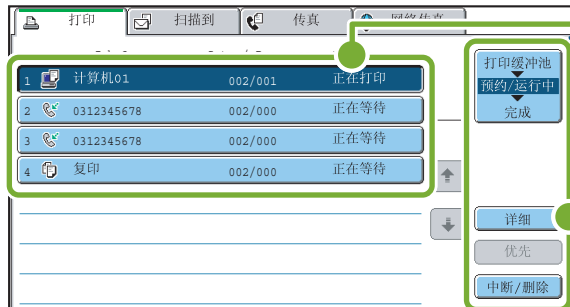 打印 扫描到 传真
打印缓冲池
预约/运行中
完成
1 计算机01 002/001 正在打印
2 0312345678 002/000 正在等待
3 0312345678 002/000 正在等待
4 复印 002/000 正在等待
详细
优先
中断/删除